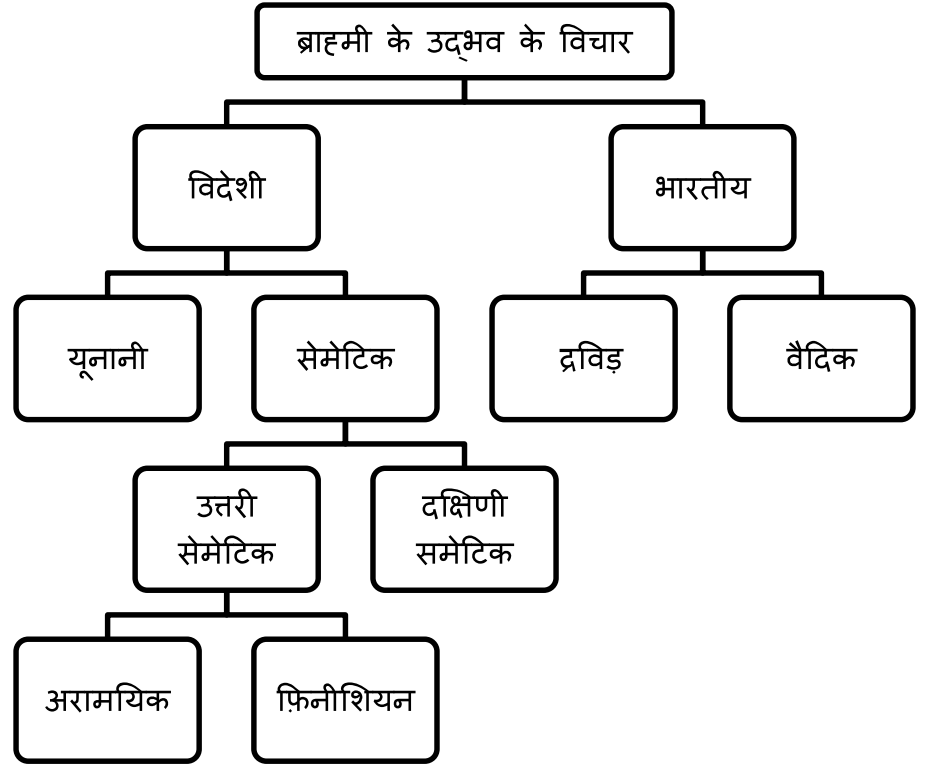 ब्राह्मी के उद्‌भव के विचार
विदेशी
भारतीय
यूनानी
सेमेटिक
द्रविड़
वैदिक
उत्तरी
सेमेटिक
दक्षिणी
समेटिक
अरामयिक
फ़िनीशियन